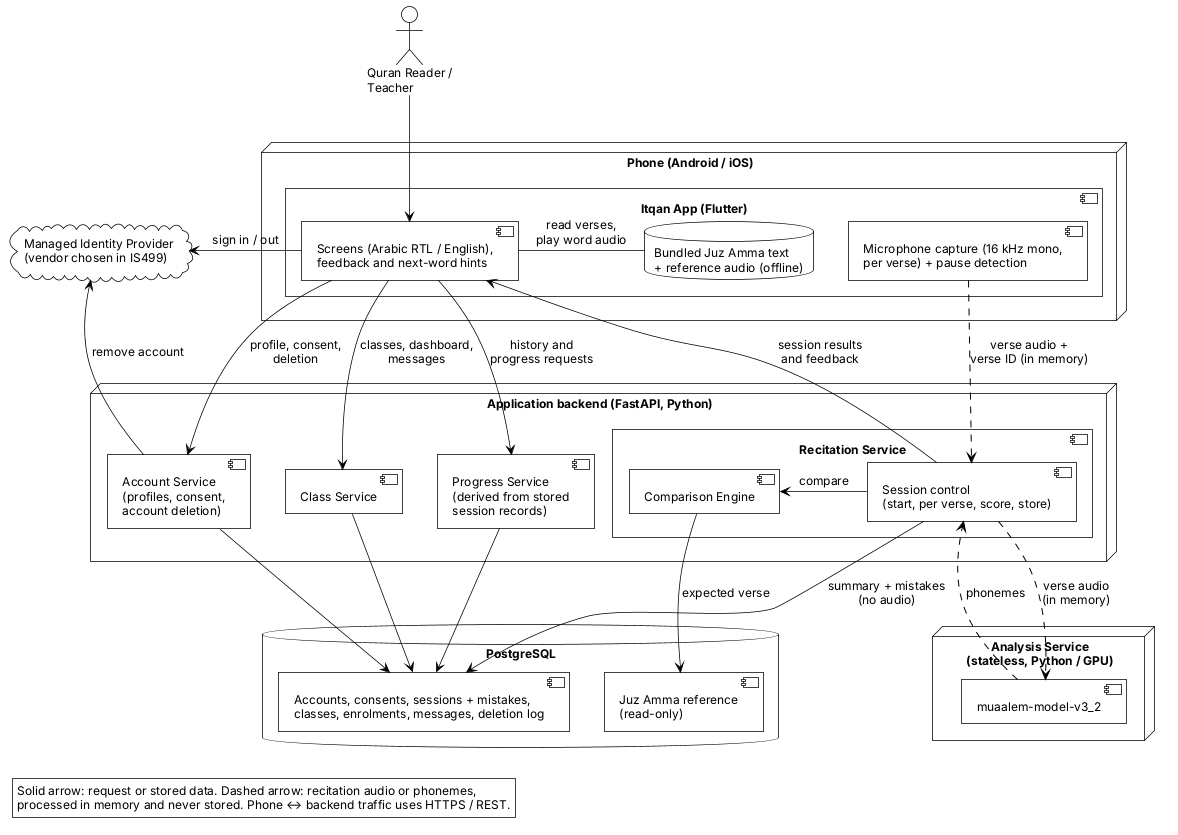 Quran Reader /
Teacher
Phone (Android / iOS)
Itqan App (Flutter)
Managed Identity Provider
(vendor chosen in IS499)
sign in / out
Screens (Arabic RTL / English),
feedback and next-word hints
read verses,
play word audio
Bundled Juz Amma text
+ reference audio (offline)
Microphone capture (16 kHz mono,
per verse) + pause detection
remove account
profile, consent,
deletion
classes, dashboard,
messages
history and
progress requests
session results
and feedback
verse audio +
verse ID (in memory)
Application backend (FastAPI, Python)
Recitation Service
Account Service
(profiles, consent,
account deletion)
Class Service
Progress Service
(derived from stored
session records)
Comparison Engine
compare
Session control
(start, per verse, score, store)
expected verse
summary + mistakes
(no audio)
phonemes
verse audio
(in memory)
PostgreSQL
Accounts, consents, sessions + mistakes,
classes, enrolments, messages, deletion log
Juz Amma reference
(read-only)
Analysis Service
(stateless, Python / GPU)
muaalem-model-v3_2
Solid arrow: request or stored data. Dashed arrow: recitation audio or phonemes,
processed in memory and never stored. Phone ↔ backend traffic uses HTTPS / REST.